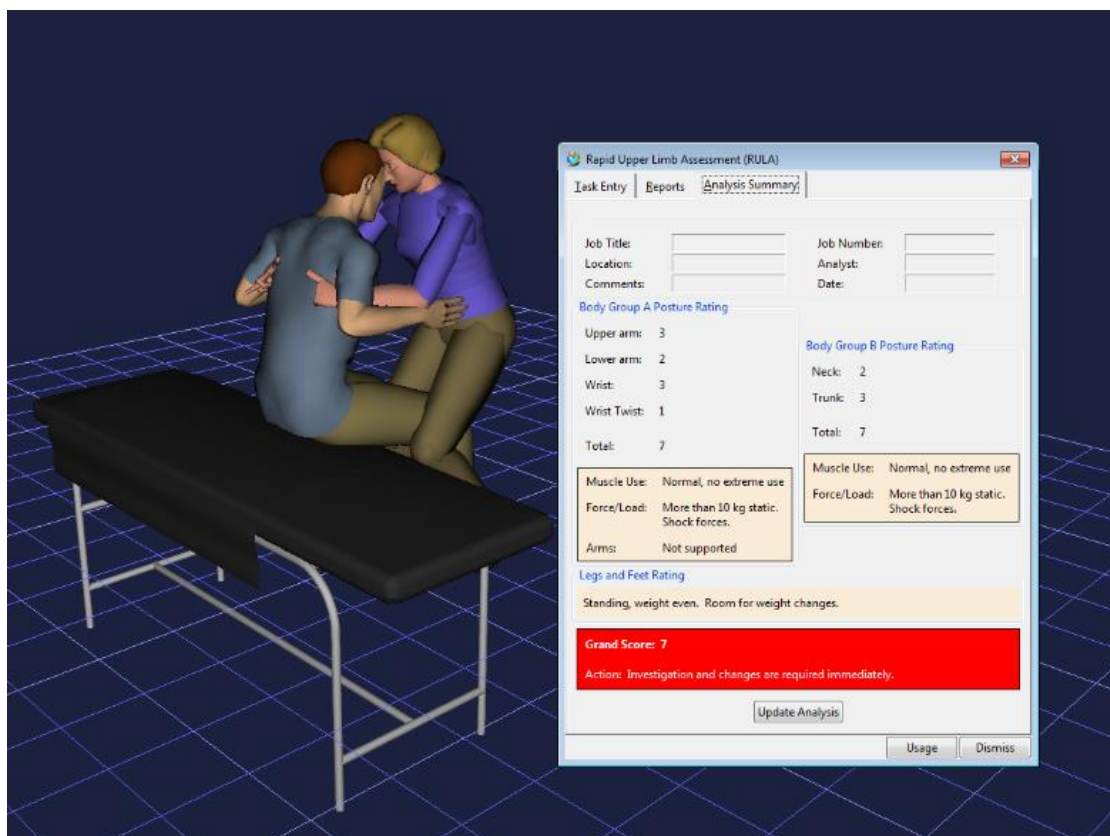 Rapid Upper Limb Assessment (RULA)
Task Entry Reports Analysis Summary
Job Title: Job Number:
Location: Analyst:
Comments: Date:
Body Group A Posture Rating
Upper arm: 3
Lower arm: 2
Wrist: 3
Wrist Twist: 1
Total: 7
Muscle Use: Normal, no extreme use
Force/Load: More than 10 kg static.
Shock forces.
Arms: Not supported
Body Group B Posture Rating
Neck: 2
Trunk: 3
Total: 7
Muscle Use: Normal, no extreme use
Force/Load: More than 10 kg static.
Shock forces.
Legs and Feet Rating
Standing, weight even. Room for weight changes.
Grand Score: 7
Action: Investigation and changes are required immediately.
Update Analysis
Usage Dismiss